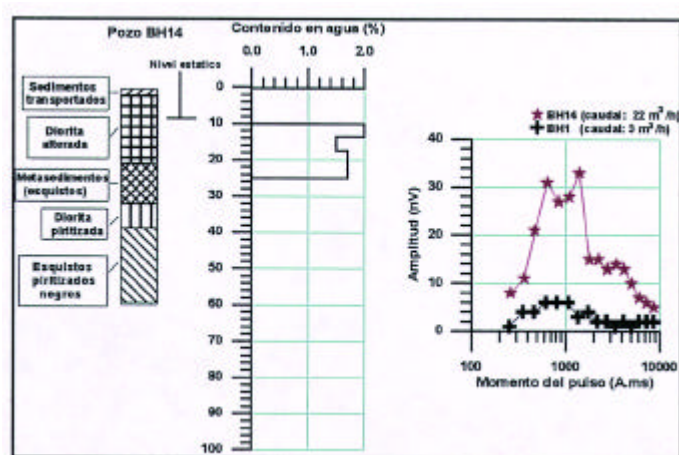 Pozo BH14
Contenido en agua (%)
0.0 1.0 2.0
Nivel estatico
Sedimentos
transportados
Diorita
alterada
Metasedimentos
(esquistos)
Diorita
piritizada
Esquistos
piritizados
negros
0
10
20
30
40
50
60
70
80
90
100
BH14 (caudal: 22 m³/h)
BH1 (caudal: 3 m³/h)
Amplitud (nV)
40
30
20
10
0
100 1000 10000
Momento del pulso (A.ms)